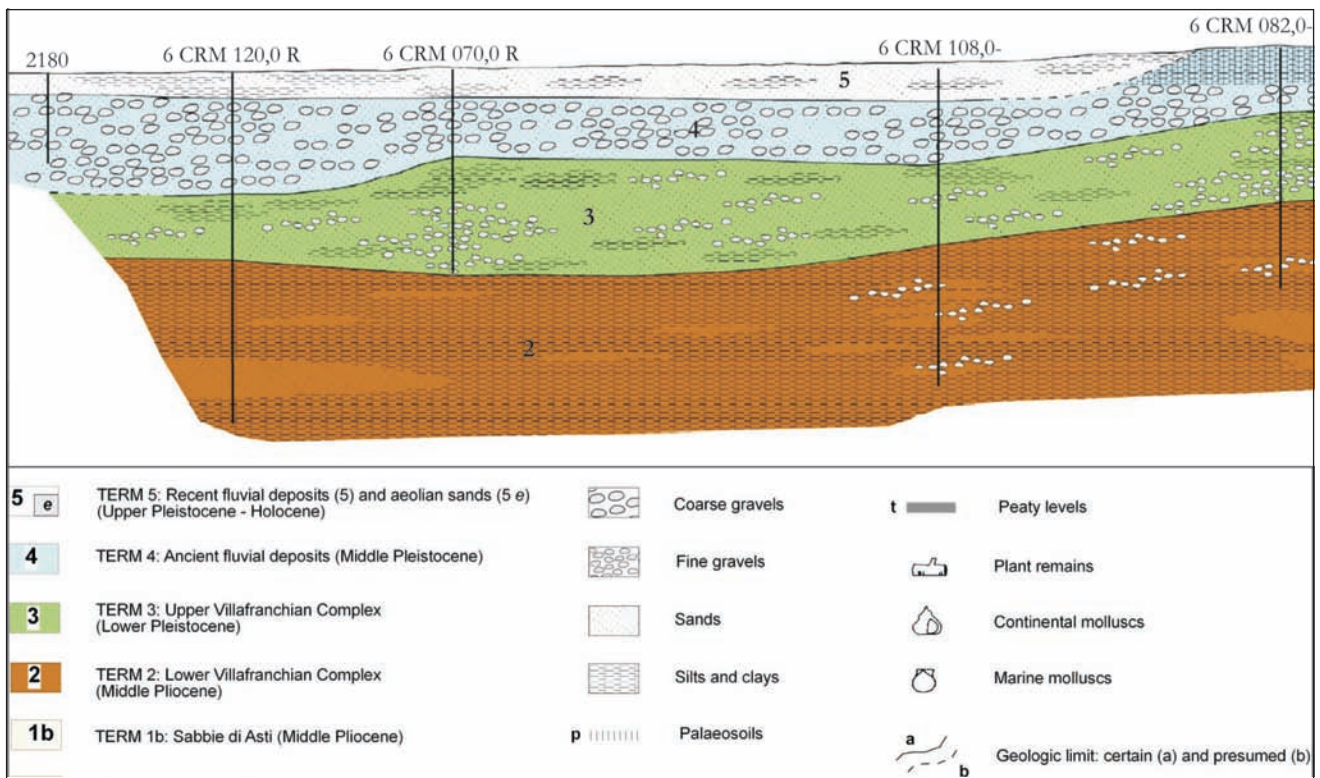 2180
6 CRM 120,0 R
6 CRM 070,0 R
6 CRM 108,0-
6 CRM 082,0-
5
4
3
2
5 e TERM 5: Recent fluvial deposits (5) and aeolian sands (5 e)
(Upper Pleistocene - Holocene)
4 TERM 4: Ancient fluvial deposits (Middle Pleistocene)
3 TERM 3: Upper Villafranchian Complex
(Lower Pleistocene)
2 TERM 2: Lower Villafranchian Complex
(Middle Pliocene)
1b TERM 1b: Sabbie di Asti (Middle Pliocene)
Coarse gravels
Fine gravels
Sands
Silts and clays
p Palaeosoils
t Peaty levels
Plant remains
Continental molluscs
Marine molluscs
a
b
Geologic limit: certain (a) and presumed (b)